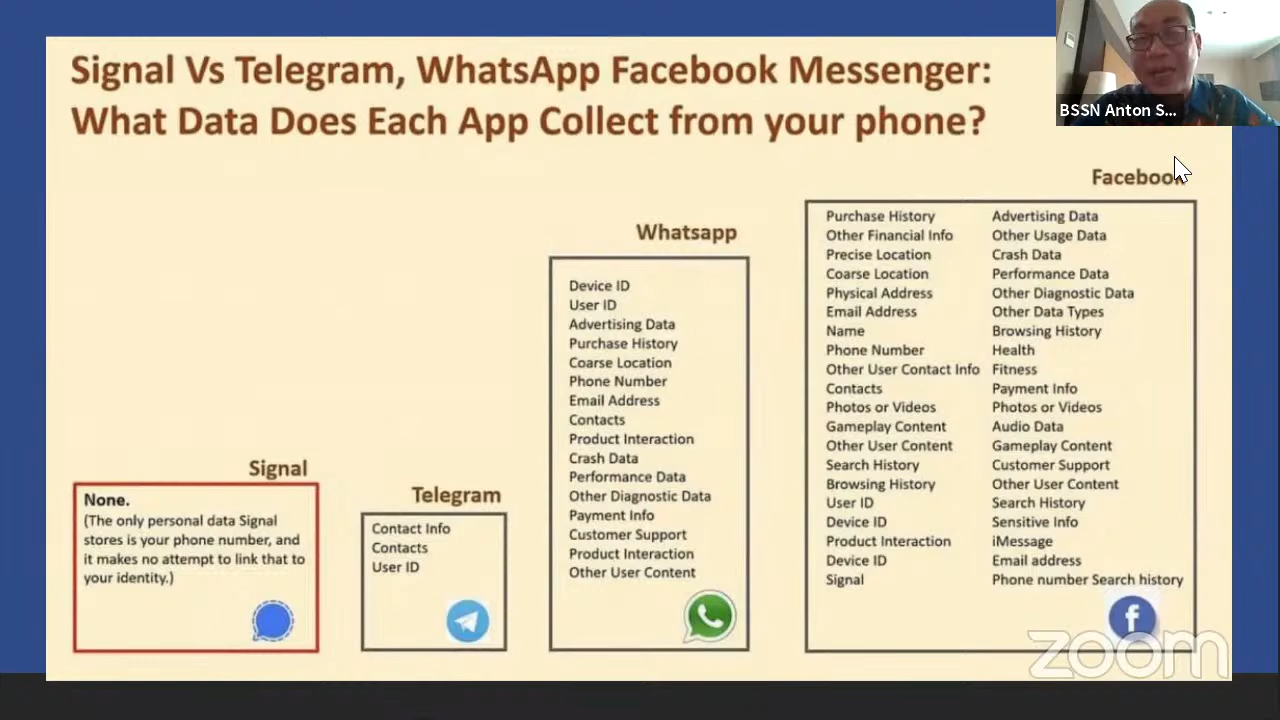 Signal Vs Telegram, WhatsApp Facebook Messenger:
What Data Does Each App Collect from your phone?
BSSN Anton S...
Signal
None.
(The only personal data Signal
stores is your phone number, and
it makes no attempt to link that to
your identity.)
Telegram
Contact Info
Contacts
User ID
Whatsapp
Device ID
User ID
Advertising Data
Purchase History
Coarse Location
Phone Number
Email Address
Contacts
Product Interaction
Crash Data
Performance Data
Other Diagnostic Data
Payment Info
Customer Support
Product Interaction
Other User Content
Facebook
Purchase History
Other Financial Info
Precise Location
Coarse Location
Physical Address
Email Address
Name
Phone Number
Other User Contact Info
Contacts
Photos or Videos
Gameplay Content
Other User Content
Search History
Browsing History
User ID
Device ID
Product Interaction
Device ID
Signal
Advertising Data
Other Usage Data
Crash Data
Performance Data
Other Diagnostic Data
Other Data Types
Browsing History
Health
Fitness
Payment Info
Photos or Videos
Audio Data
Gameplay Content
Customer Support
Other User Content
Search History
Sensitive Info
iMessage
Email address
Phone number Search history
zoom